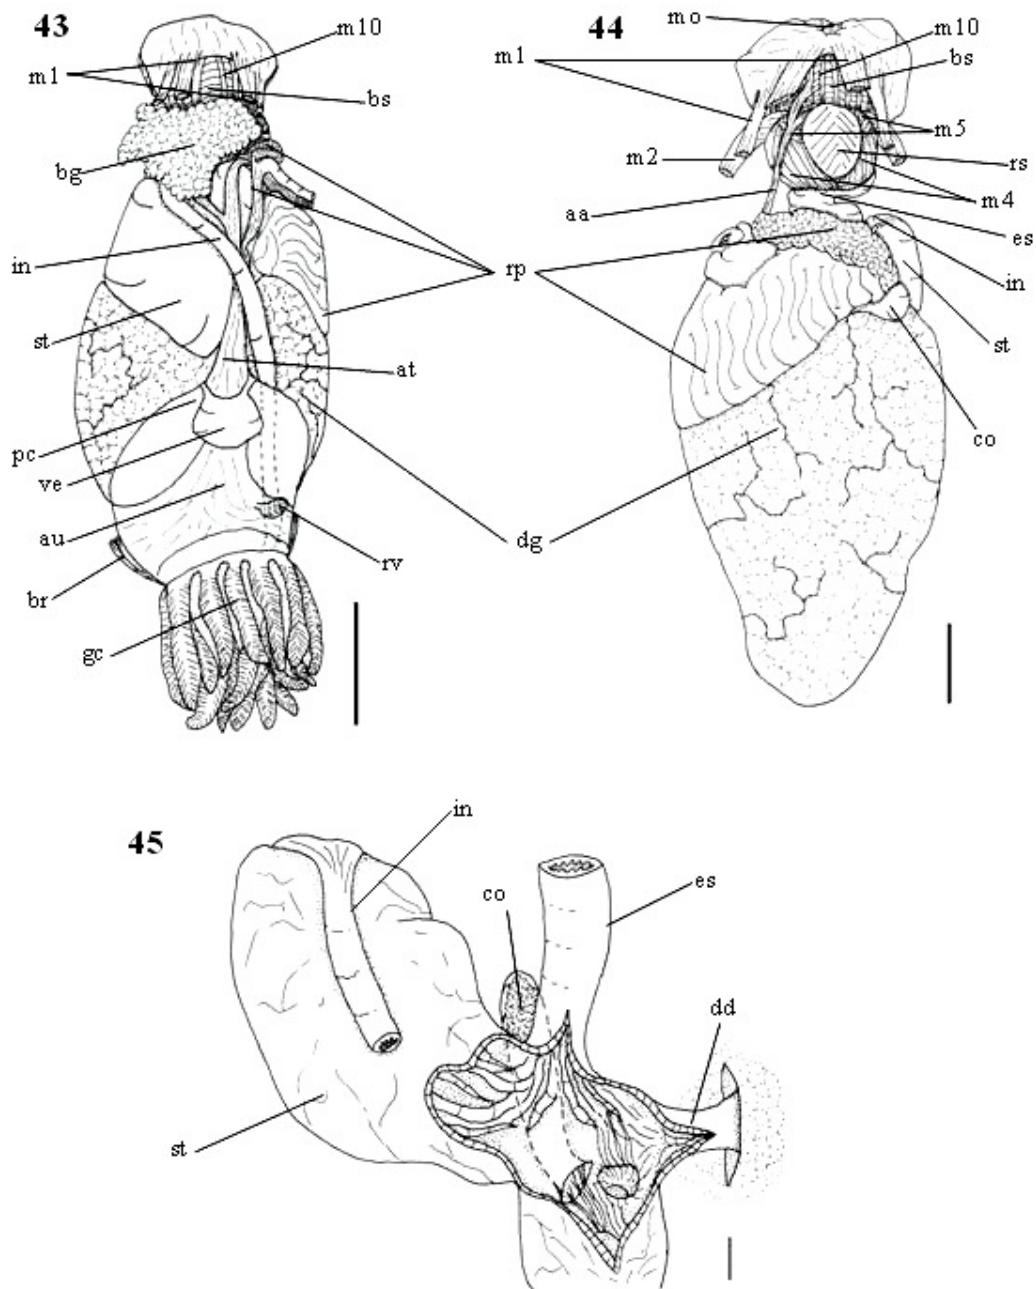 43
m10
m1
bs
bg
in
st
at
pc
ve
au
rv
br
gc
44
mo
m10
m1
bs
m5
m2
rs
m4
aa
es
rp
in
st
co
dg
45
in
co
es
dd
st